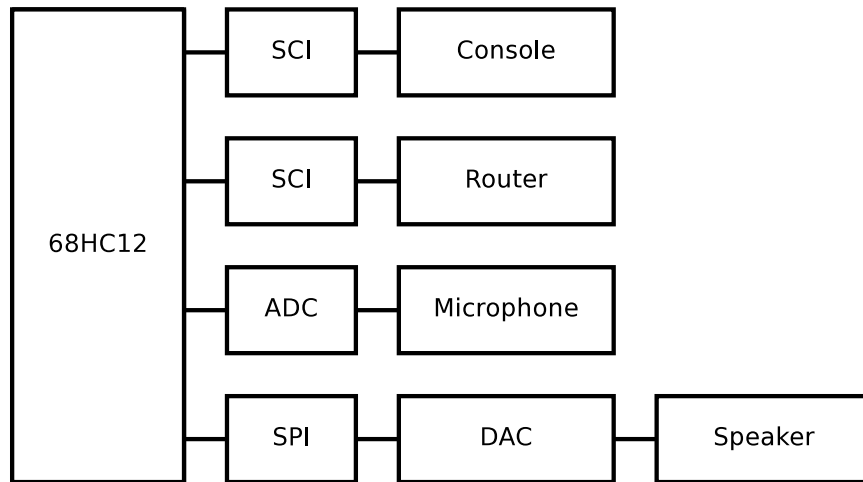 SCI
Console
SCI
Router
68HC12
ADC
Microphone
SPI
DAC
Speaker